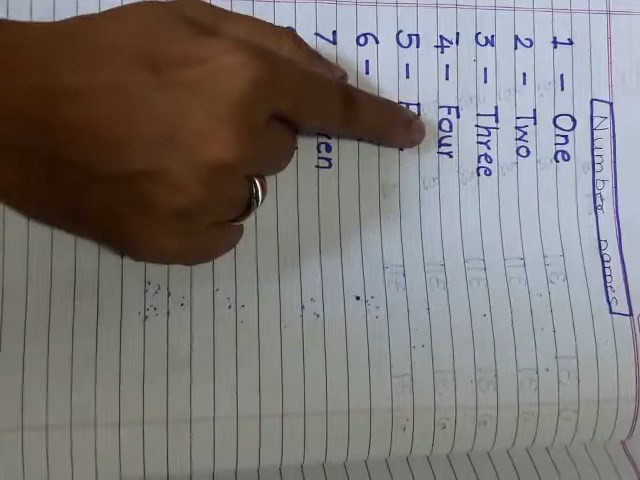 Number names
1 - One
2 - Two
3 - Three
4 - Four
5 -
6 -
7